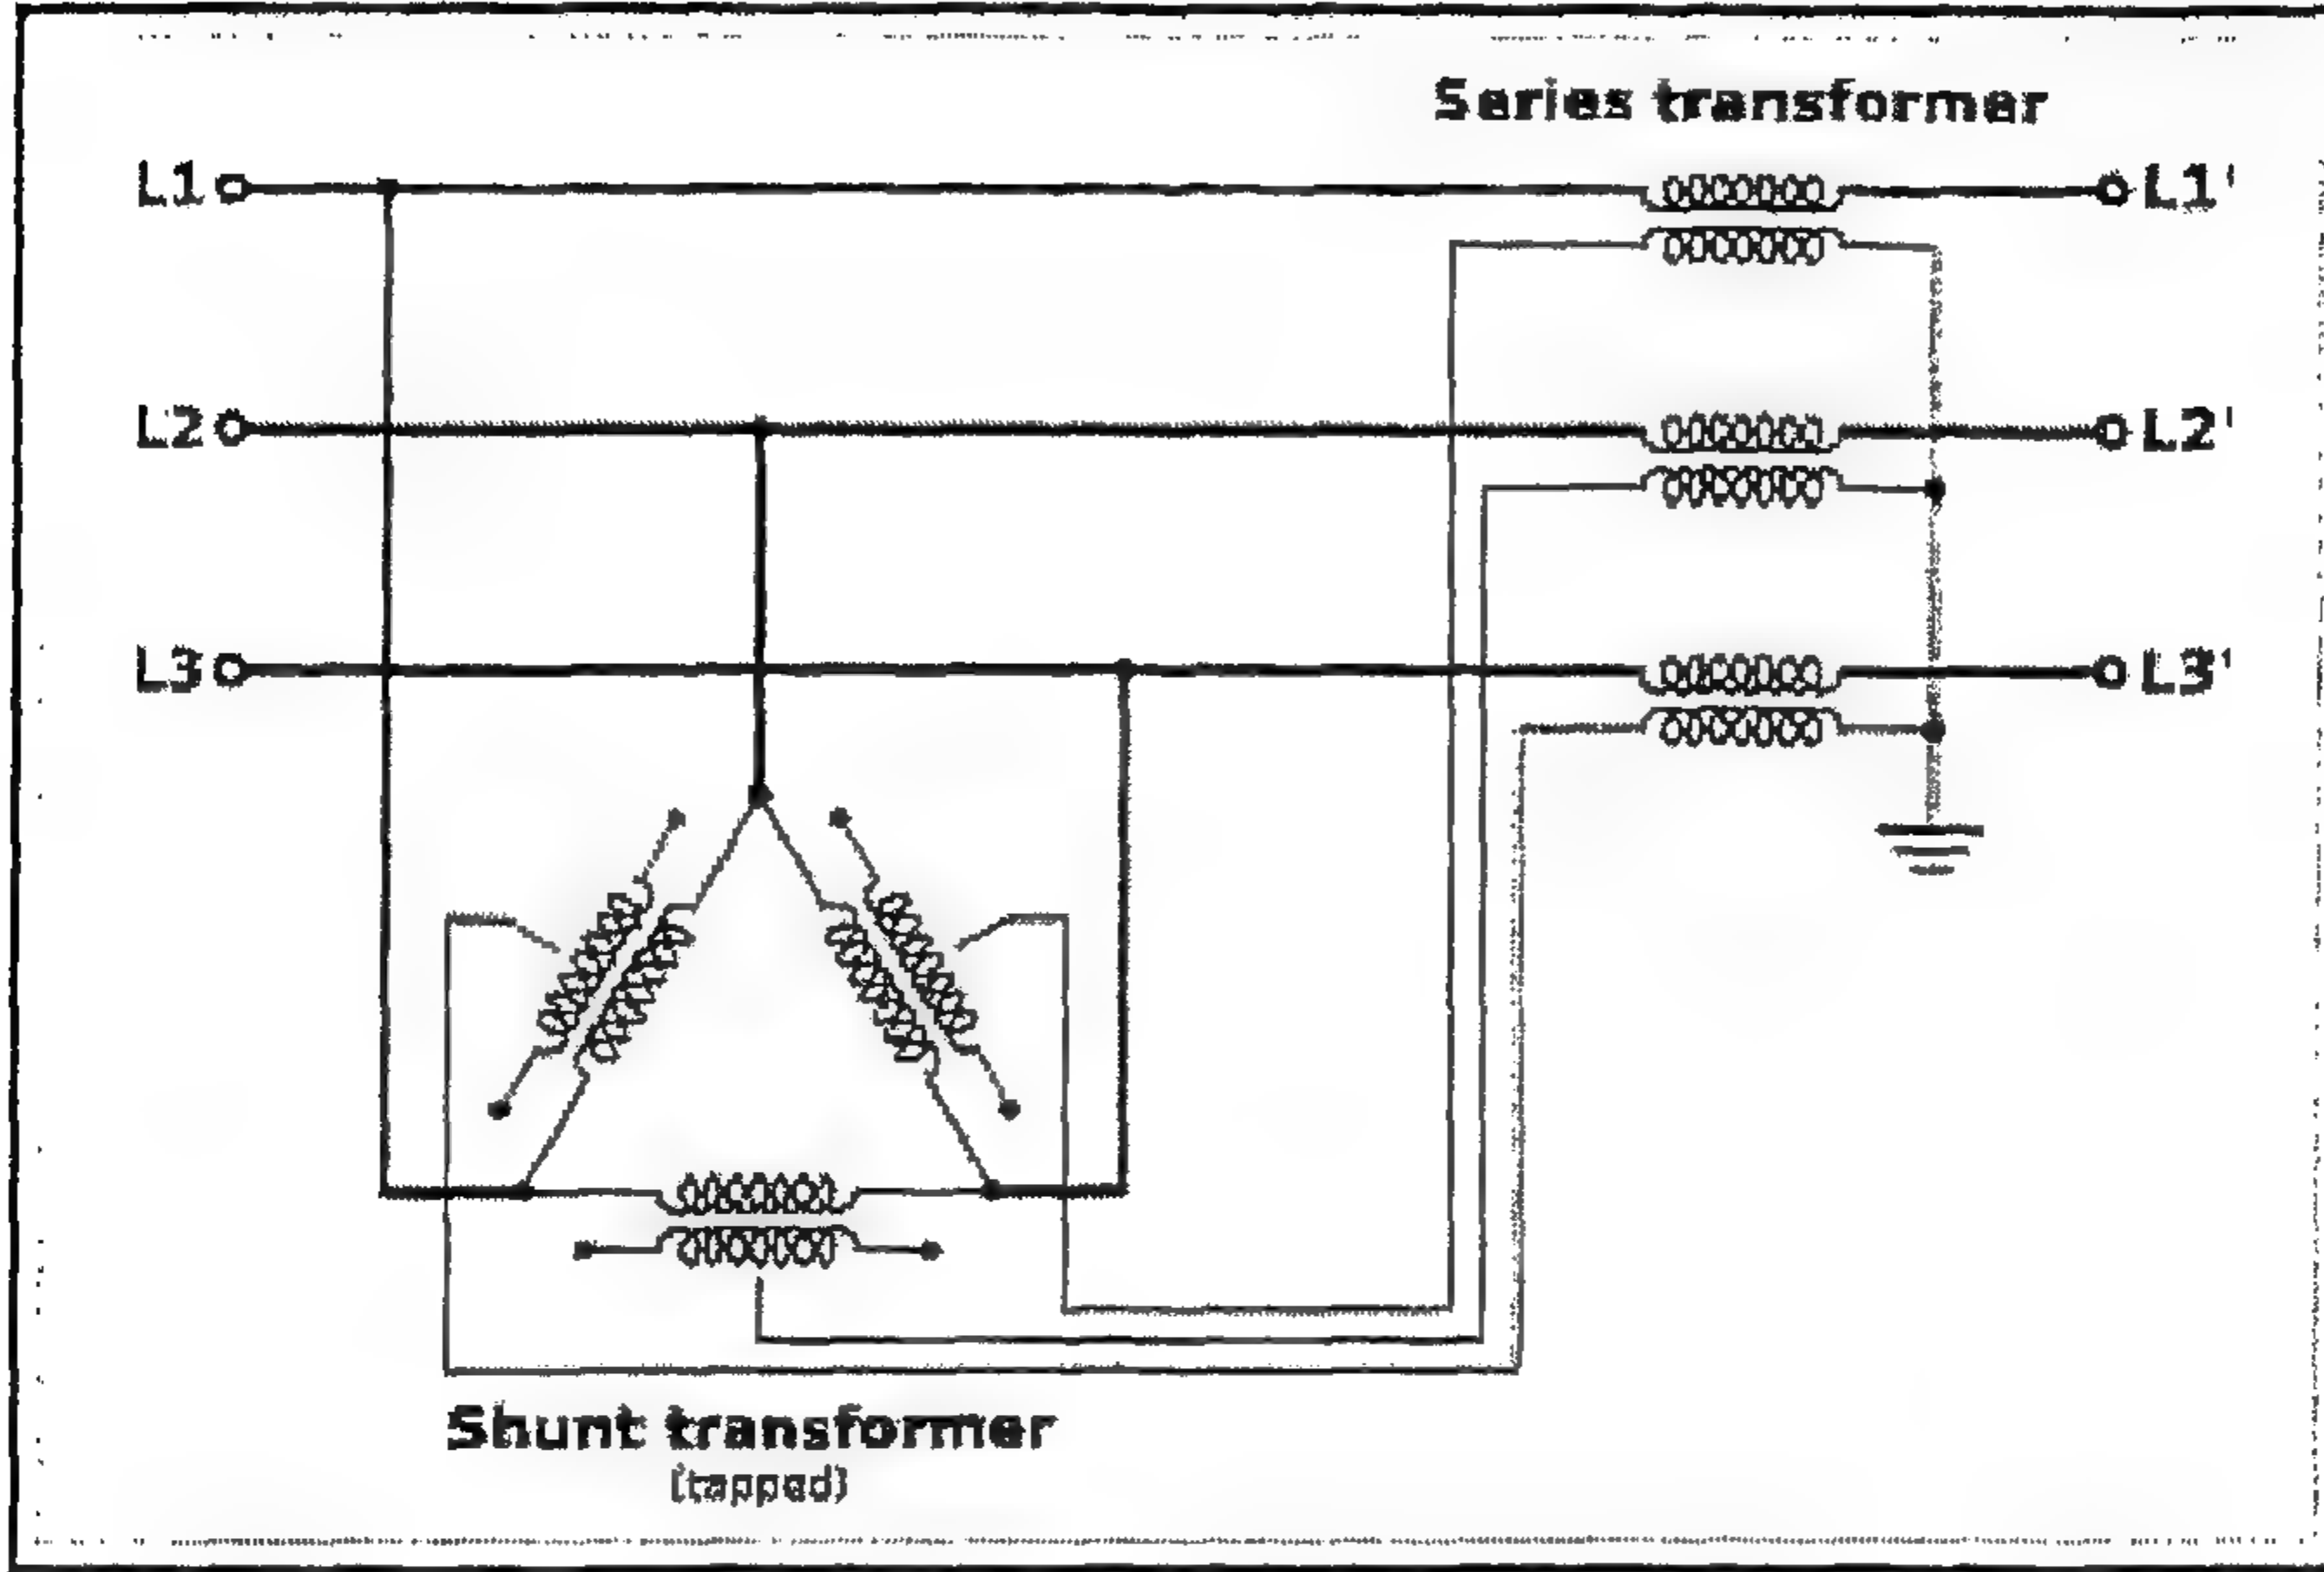 Series transformer
L1 L1'
L2 L2'
L3 L3'
Shunt transformer
(tapped)